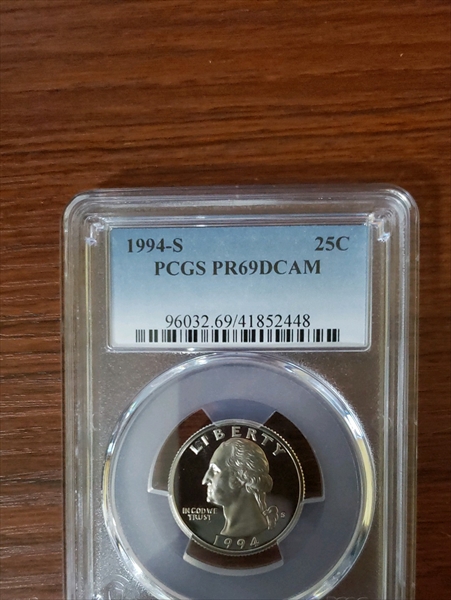 1994-S 25C
PCGS PR69DCAM
96032.69/41852448
LIBERTY
IN GOD WE
TRUST
S
1994